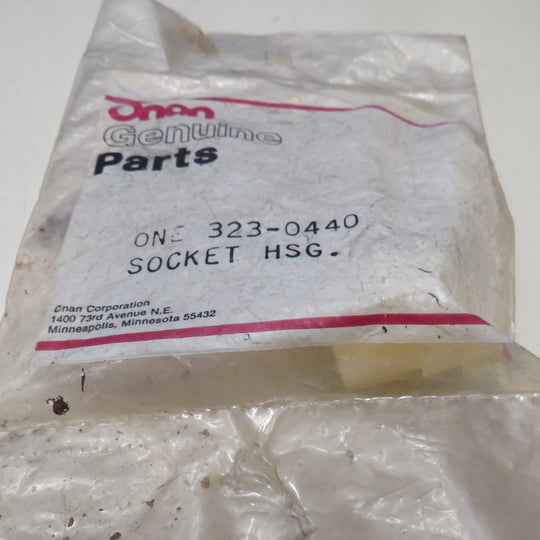 Onan
Genuine
Parts
ONE 323-0440
SOCKET HSG.
Onan Corporation
1400 73rd Avenue N.E.
Minneapolis, Minnesota 55432